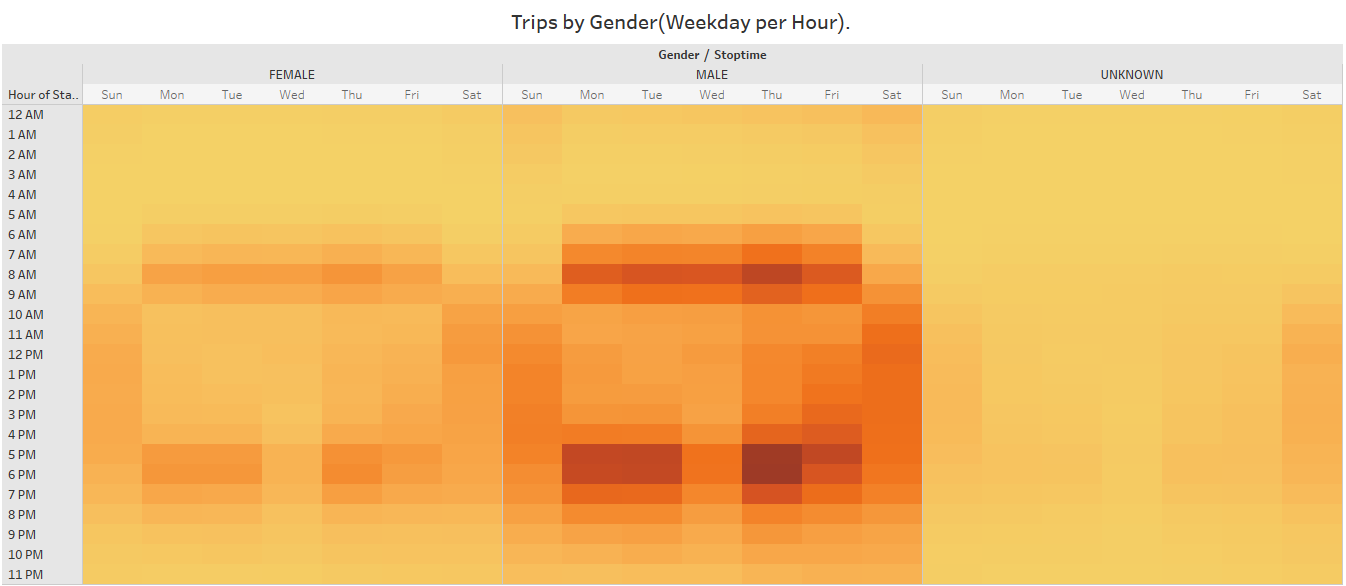 Trips by Gender(Weekday per Hour).
Gender / Stoptime
FEMALE MALE UNKNOWN
Hour of Sta.. Sun Mon Tue Wed Thu Fri Sat Sun Mon Tue Wed Thu Fri Sat Sun Mon Tue Wed Thu Fri Sat
12 AM
1 AM
2 AM
3 AM
4 AM
5 AM
6 AM
7 AM
8 AM
9 AM
10 AM
11 AM
12 PM
1 PM
2 PM
3 PM
4 PM
5 PM
6 PM
7 PM
8 PM
9 PM
10 PM
11 PM